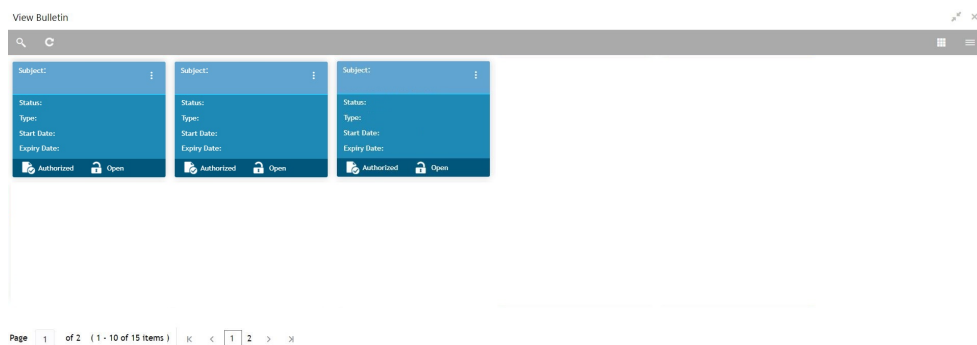 View Bulletin
Subject:
Status:
Type:
Start Date:
Expiry Date:
Authorized Open
Subject:
Status:
Type:
Start Date:
Expiry Date:
Authorized Open
Subject:
Status:
Type:
Start Date:
Expiry Date:
Authorized Open
Page 1 of 2 ( 1 - 10 of 15 items ) K < 1 2 > >|